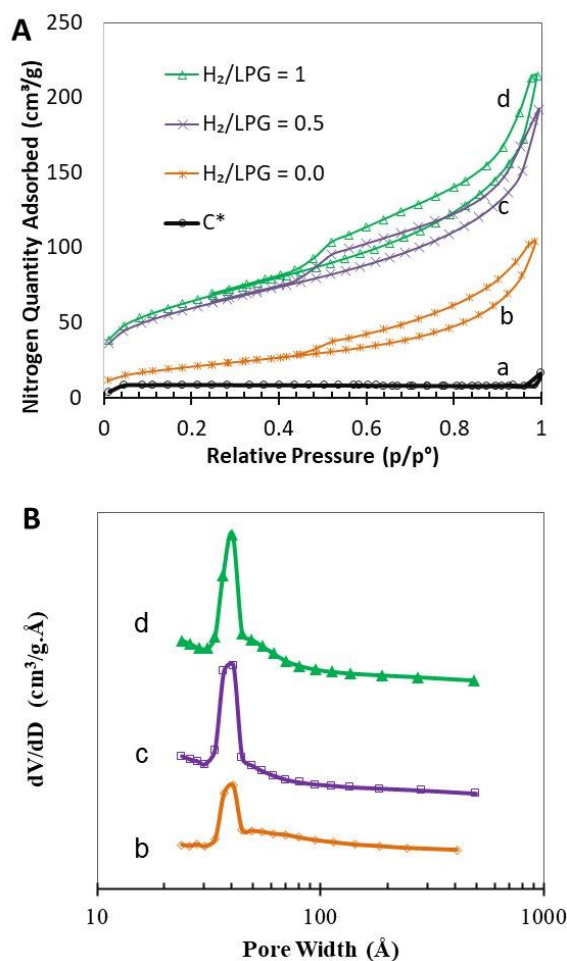 A
Nitrogen Quantity Adsorbed (cm³/g)
250
200
150
100
50
0
H₂/LPG = 1
H₂/LPG = 0.5
H₂/LPG = 0.0
C*
d
c
b
a
0
0.2
0.4
0.6
0.8
1
Relative Pressure (p/p°)
B
dV/dD (cm³/g.Å)
d
c
b
10
100
1000
Pore Width (Å)